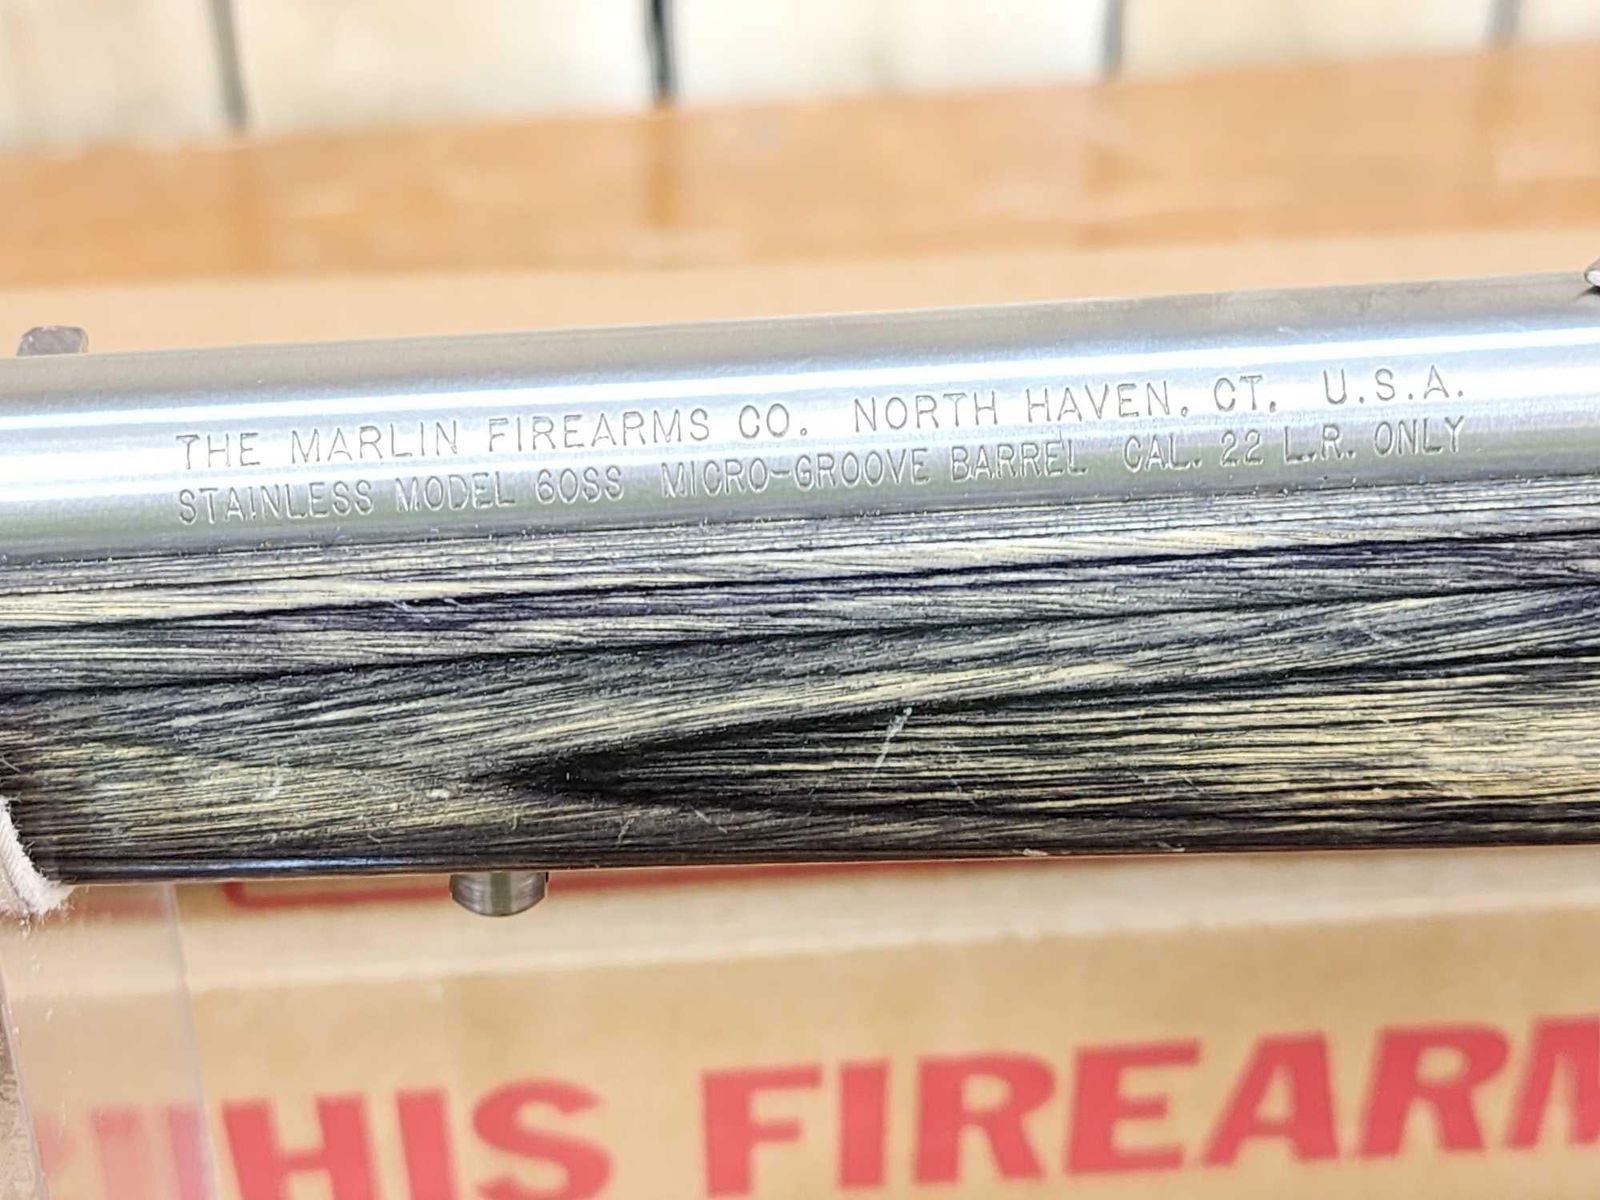 THE MARLIN FIREARMS CO. NORTH HAVEN, CT. U.S.A.
STAINLESS MODEL 60SS MICRO-GROOVE BARREL CAL. 22 L.R. ONLY
HIS FIREARM